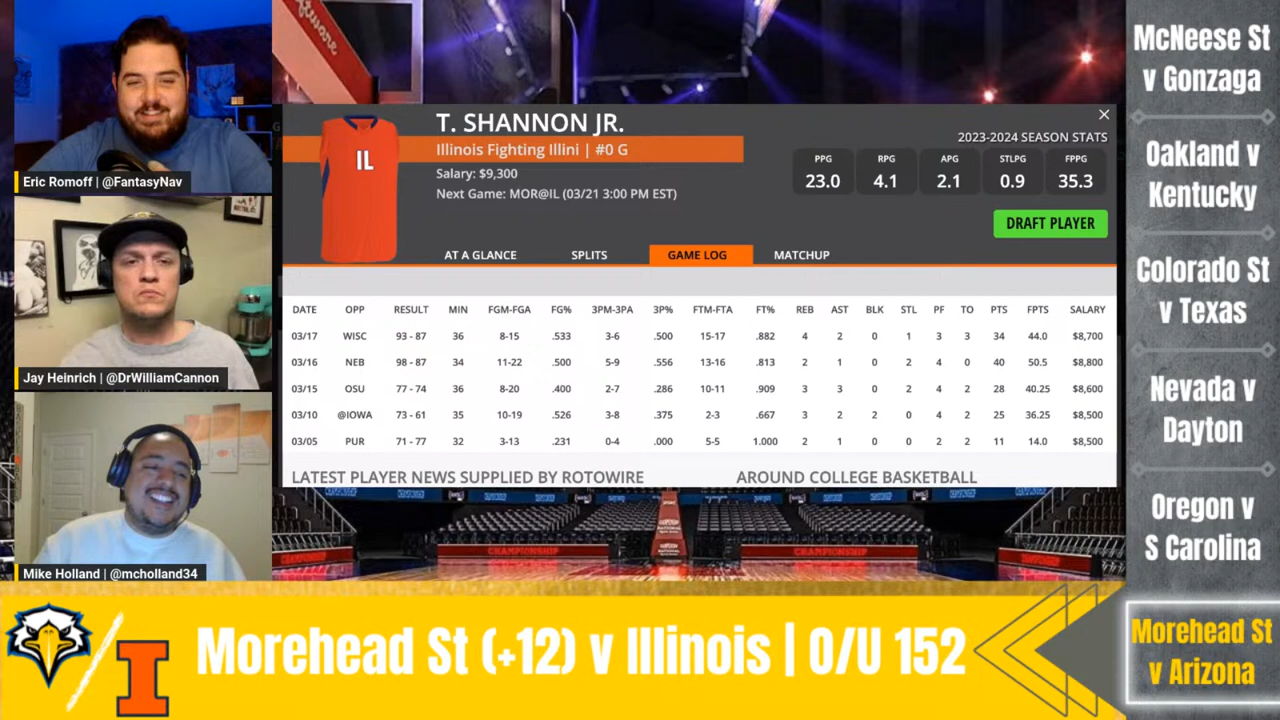 Eric Romoff | @FantasyNav
Jay Heinrich | @DrWilliamCannon
Mike Holland | @mcholland34
T. SHANNON JR.
Illinois Fighting Illini | #0 G
Salary: $9,300
Next Game: MOR@IL (03/21 3:00 PM EST)
IL
2023-2024 SEASON STATS
PPG RPG APG STLPG FPPG
23.0 4.1 2.1 0.9 35.3
DRAFT PLAYER
AT A GLANCE SPLITS GAME LOG MATCHUP
DATE OPP RESULT MIN FGM-FGA FG% 3PM-3PA 3P% FTM-FTA FT% REB AST BLK STL PF TO PTS FPTS SALARY
03/17 WISC 93 - 87 36 8-15 .533 3-6 .500 15-17 .882 4 2 0 1 3 3 34 44.0 $8,700
03/16 NEB 98 - 87 34 11-22 .500 5-9 .556 13-16 .813 2 1 0 2 4 0 40 50.5 $8,800
03/15 OSU 77 - 74 36 8-20 .400 2-7 .286 10-11 .909 3 3 0 2 4 2 28 40.25 $8,600
03/10 @IOWA 73 - 61 35 10-19 .526 3-8 .375 2-3 .667 3 2 2 0 4 2 25 36.25 $8,500
03/05 PUR 71 - 77 32 3-13 .231 0-4 .000 5-5 1.000 2 1 0 0 2 2 11 14.0 $8,500
LATEST PLAYER NEWS SUPPLIED BY ROTOWIRE AROUND COLLEGE BASKETBALL
CHAMPIONSHIP
CHAMPIONSHIP
Morehead St (+12) v Illinois | O/U 152
McNeese St
v Gonzaga
Oakland v
Kentucky
Colorado St
v Texas
Nevada v
Dayton
Oregon v
S Carolina
Morehead St
v Arizona